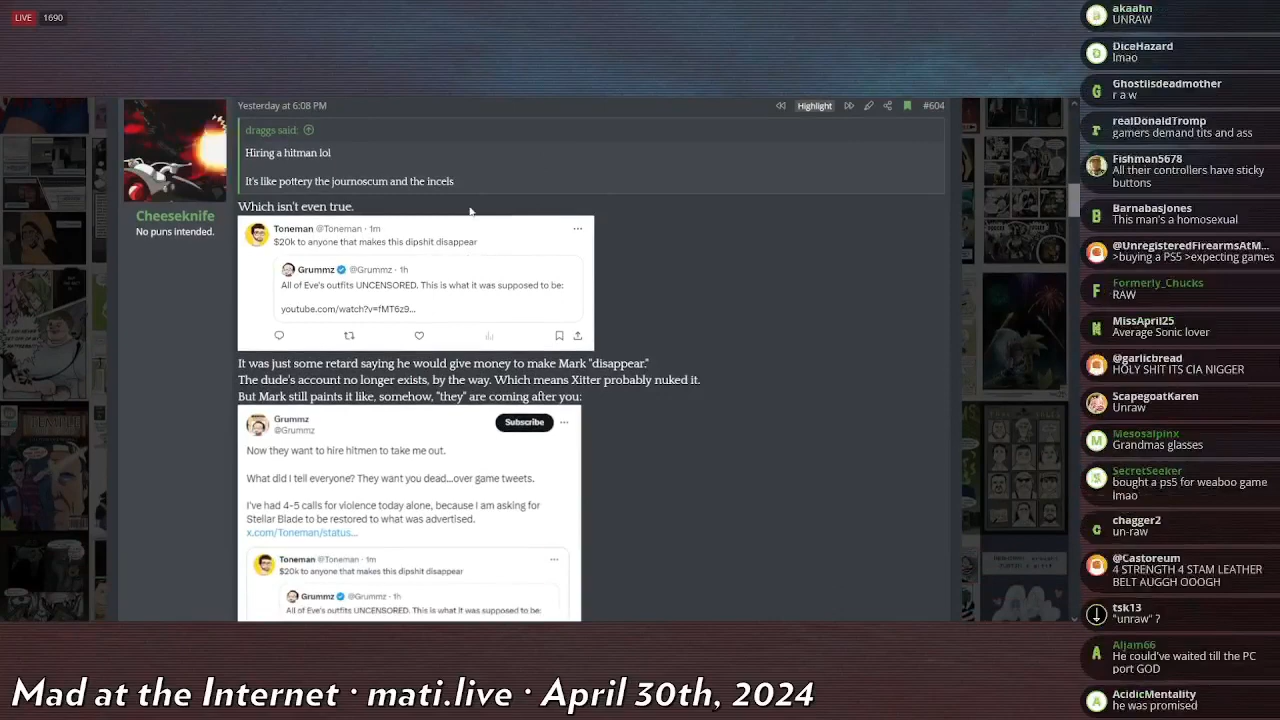 LIVE 1690
Yesterday at 6:08 PM
Highlight
#604
Cheeseknife
No puns intended.
draggs said:
Hiring a hitman lol
It's like pottery the journoscum and the incels
Which isn't even true.
Toneman @Toneman · 1m
$20k to anyone that makes this dipshit disappear
Grummz @Grummz · 1h
All of Eve's outfits UNCENSORED. This is what it was supposed to be:
youtube.com/watch?v=fMT6z9...
It was just some retard saying he would give money to make Mark "disappear."
The dude's account no longer exists, by the way. Which means Xitter probably nuked it.
But Mark still paints it like, somehow, "they" are coming after you:
Grummz
@Grummz
Subscribe
Now they want to hire hitmen to take me out.
What did I tell everyone? They want you dead...over game tweets.
I've had 4-5 calls for violence today alone, because I am asking for
Stellar Blade to be restored to what was advertised.
x.com/Toneman/status...
Toneman @Toneman · 1m
$20k to anyone that makes this dipshit disappear
Grummz @Grummz · 1h
All of Eve's outfits UNCENSORED. This is what it was supposed to be:
akaahn
UNRAW
DiceHazard
lmao
Ghostisdeadmother
r a w
realDonaldTromp
gamers demand tits and ass
Fishman5678
All their controllers have sticky
buttons
BarnabasJones
This man's a homosexual
@UnregisteredFirearmsAtM...
>buying a PS5 >expecting games
Formerly_Chucks
RAW
MissApril25
Average Sonic lover
@garlicbread
HOLY SHIT ITS CIA NIGGER
Scapegoat Karen
Unraw
Mesosalpinx
Grandmas glasses
SecretSeeker
bought a ps5 for weaboo game
lmao
chagger2
un-raw
@Castoreum
4 STRENGTH 4 STAM LEATHER
BELT AUGGH OOOGH
tsk13
"unraw" ?
Aljam66
He could've waited till the PC
port GOD
AcdicMentality
he was promised
Mad at the Internet · mati.live · April 30th, 2024